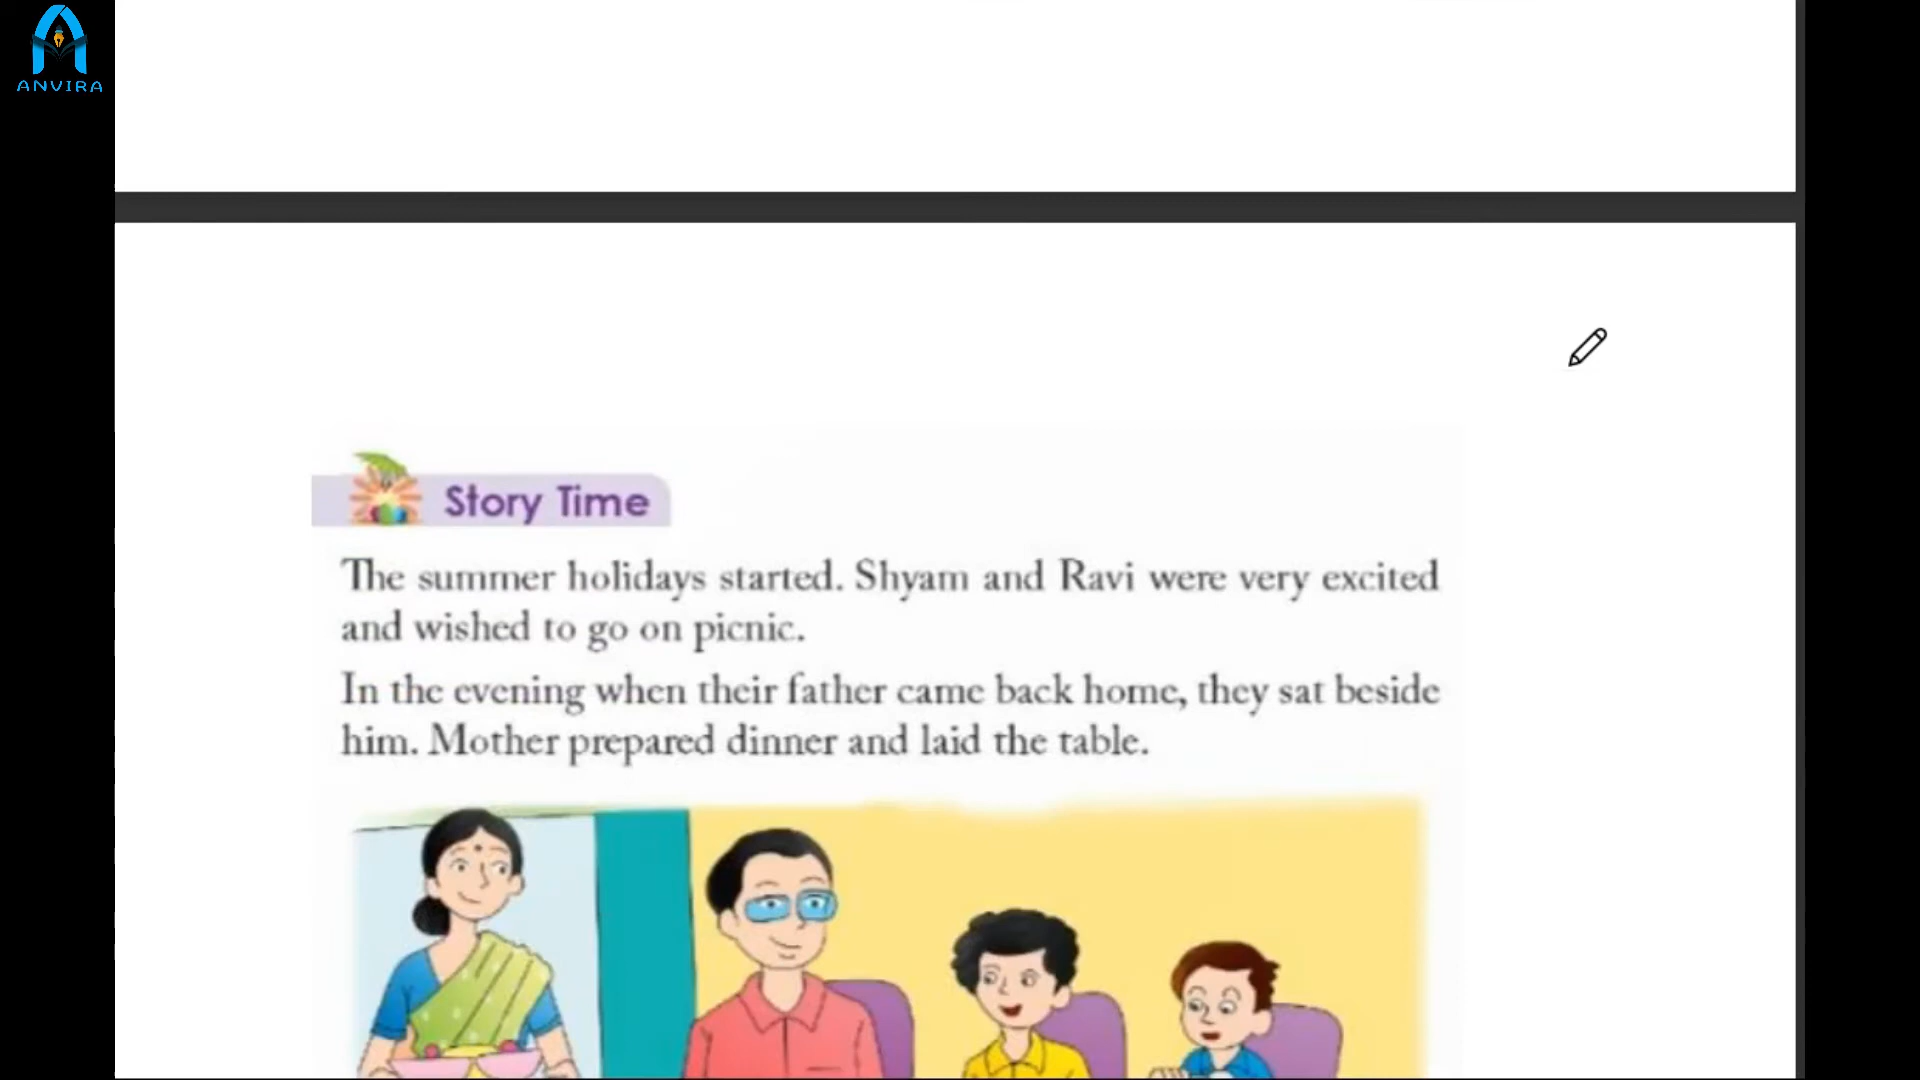 ANVIRA
Story Time
The summer holidays started. Shyam and Ravi were very excited
and wished to go on picnic.
In the evening when their father came back home, they sat beside
him. Mother prepared dinner and laid the table.